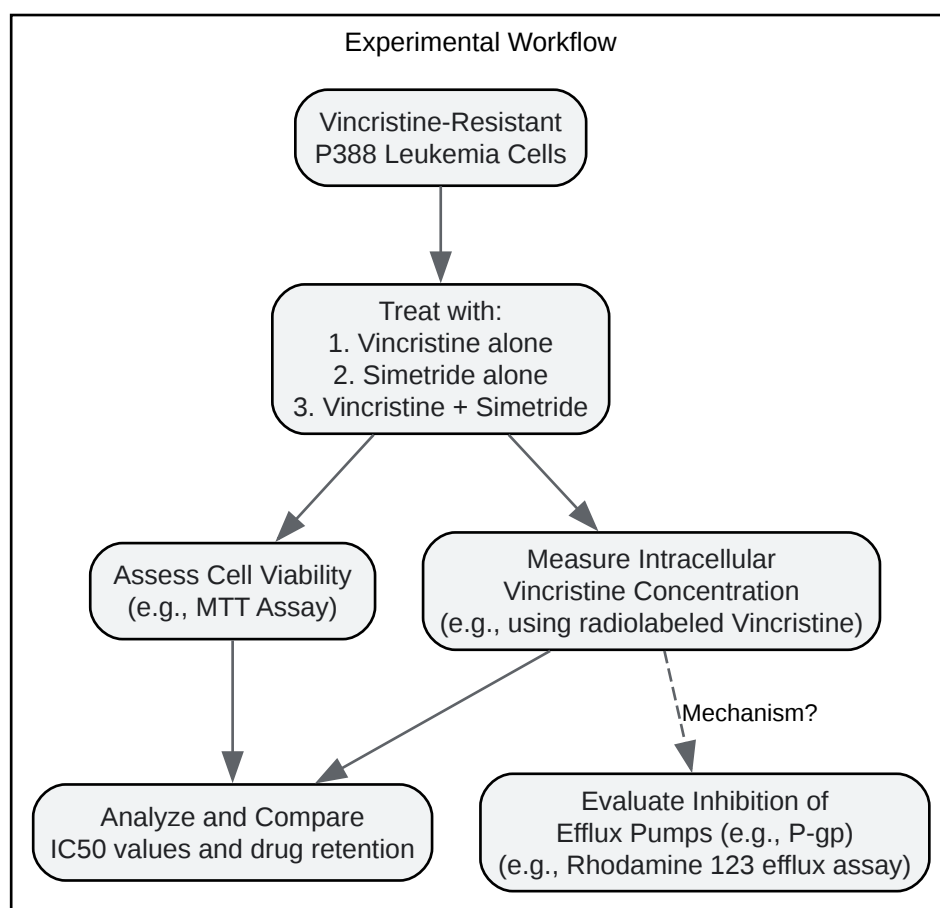 Experimental Workflow
Vincristine-Resistant
P388 Leukemia Cells
Treat with:
1. Vincristine alone
2. Simetride alone
3. Vincristine + Simetride
Assess Cell Viability
(e.g., MTT Assay)
Measure Intracellular
Vincristine Concentration
(e.g., using radiolabeled Vincristine)
Mechanism?
Analyze and Compare
IC50 values and drug retention
Evaluate Inhibition of
Efflux Pumps (e.g., P-gp)
(e.g., Rhodamine 123 efflux assay)